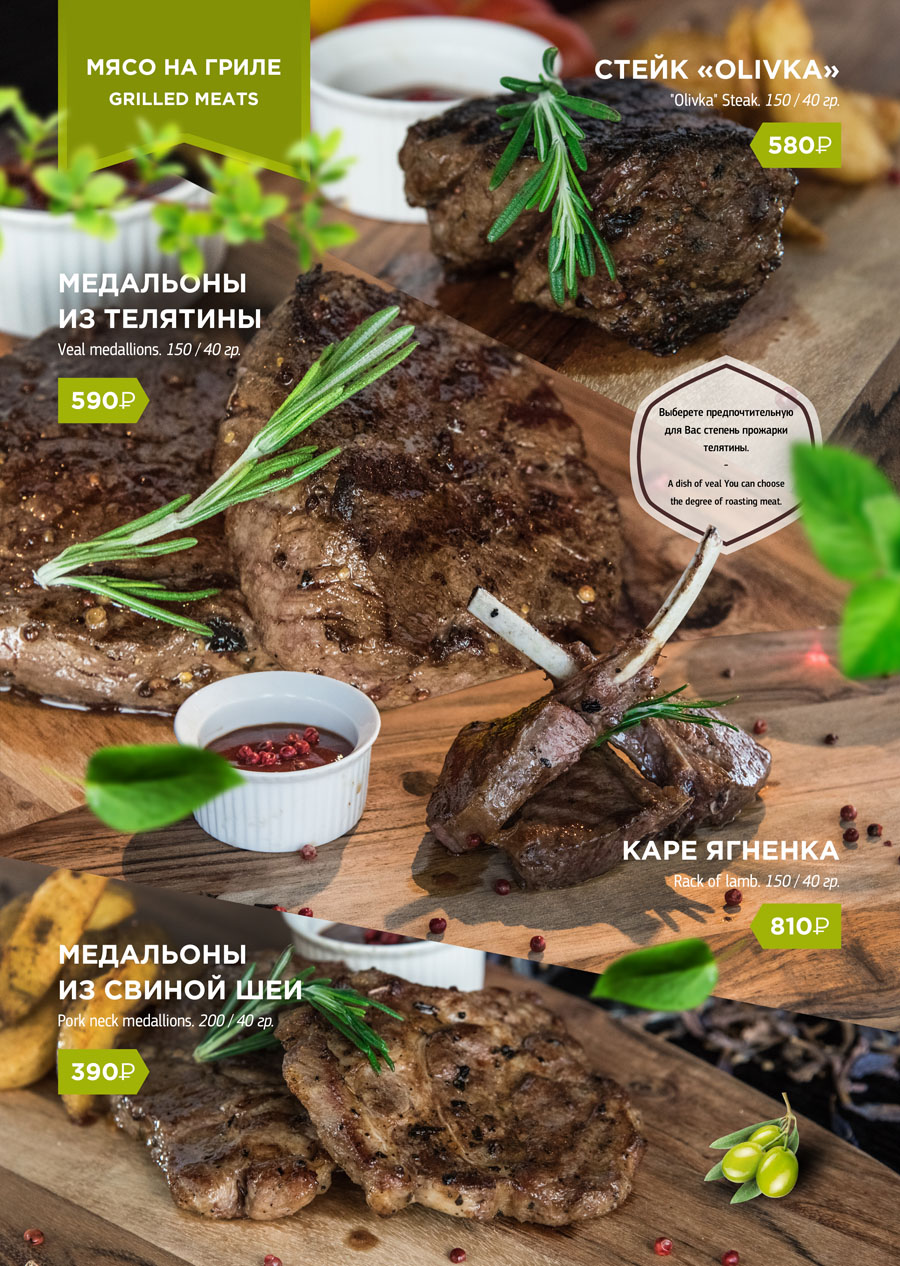 МЯСО НА ГРИЛЕ
GRILLED MEATS
СТЕЙК «OLIVKA»
"Olivka" Steak. 150 / 40 гр.
580₽
МЕДАЛЬОНЫ
ИЗ ТЕЛЯТИНЫ
Veal medallions. 150 / 40 гр.
590₽
Выберете предпочтительную
для Вас степень прожарки
телятины.
-
A dish of veal You can choose
the degree of roasting meat.
КАРЕ ЯГНЕНКА
Rack of lamb. 150 / 40 гр.
810₽
МЕДАЛЬОНЫ
ИЗ СВИНОЙ ШЕИ
Pork neck medallions. 200 / 40 гр.
390₽